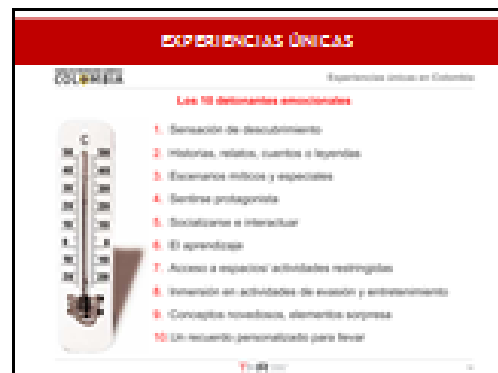 EXPERIENCIAS ÚNICAS
COLOMBIA
Experiencias únicas en Colombia
Los 10 detonantes emocionales
1. Sensación de descubrimiento
2. Historias, relatos, cuentos o leyendas
3. Escenarios míticos y especiales
4. Sentirse protagonista
5. Socializarse e interactuar
6. El aprendizaje
7. Acceso a espacios/ actividades restringidas
8. Inmersión en actividades de evasión y entretenimiento
9. Conceptos novedosos, elementos sorpresa
10. Un recuerdo personalizado para llevar
C